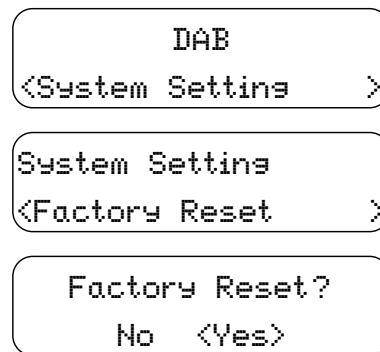 DAB
<System Setting >
System Setting
<Factory Reset >
Factory Reset?
No <Yes>